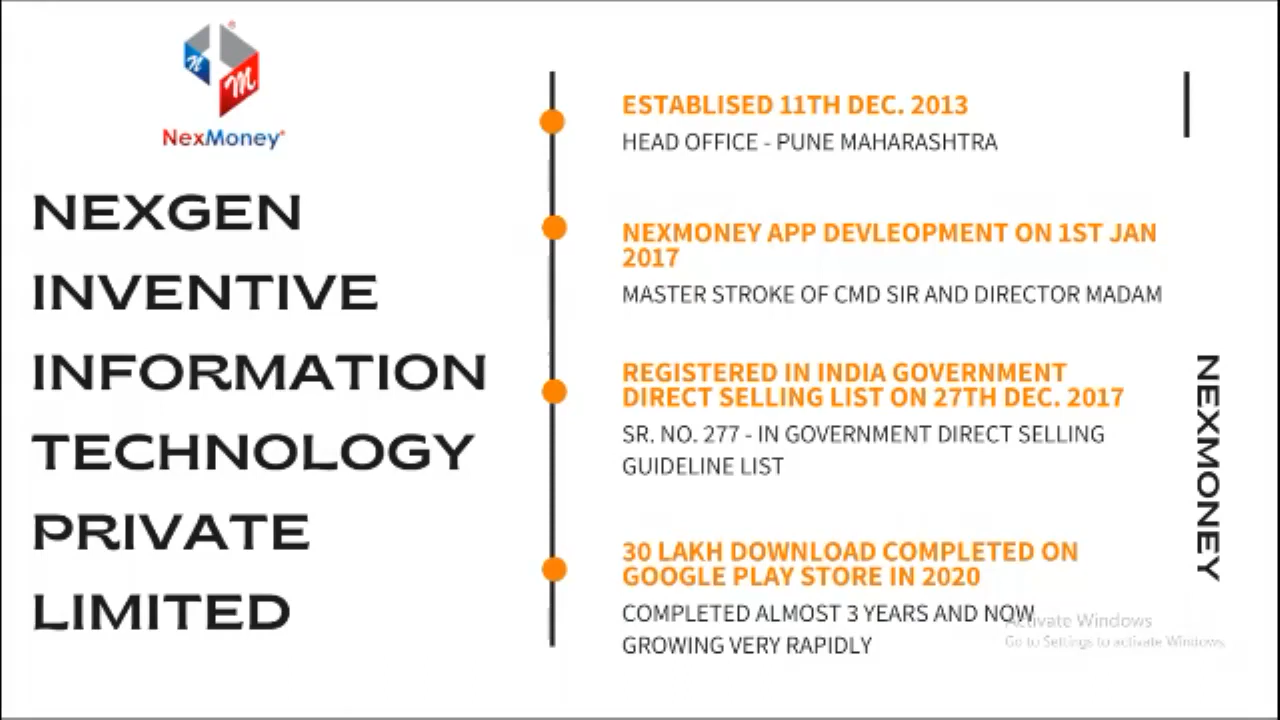 N
M
®
NexMoney®
NEXGEN
INVENTIVE
INFORMATION
TECHNOLOGY
PRIVATE
LIMITED
ESTABLISED 11TH DEC. 2013
HEAD OFFICE - PUNE MAHARASHTRA
NEXMONEY APP DEVLEOPMENT ON 1ST JAN
2017
MASTER STROKE OF CMD SIR AND DIRECTOR MADAM
REGISTERED IN INDIA GOVERNMENT
DIRECT SELLING LIST ON 27TH DEC. 2017
SR. NO. 277 - IN GOVERNMENT DIRECT SELLING
GUIDELINE LIST
30 LAKH DOWNLOAD COMPLETED ON
GOOGLE PLAY STORE IN 2020
COMPLETED ALMOST 3 YEARS AND NOW
GROWING VERY RAPIDLY
NEXMONEY
Activate Windows
Go to Settings to activate Windows.